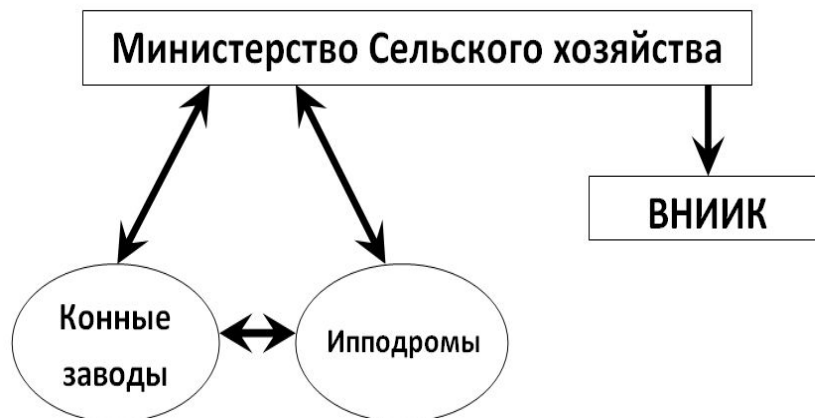 Министерство Сельского хозяйства
ВНИИК
Конные
заводы
Ипподромы